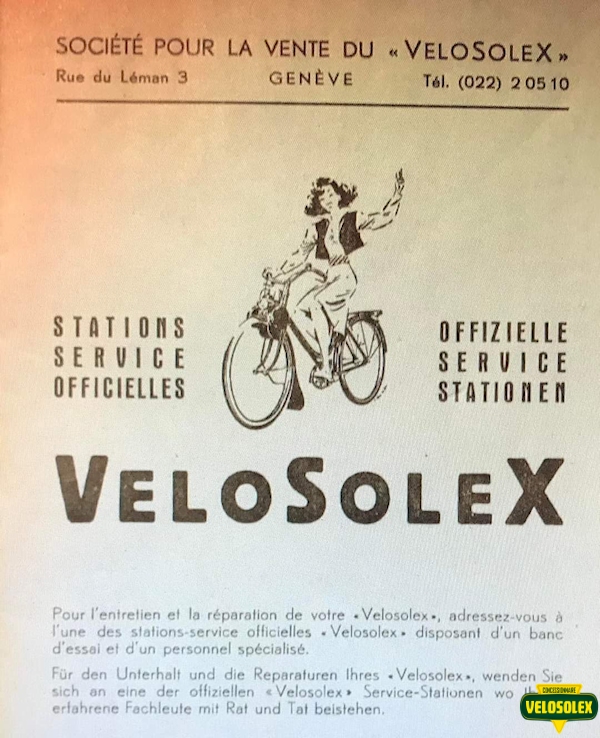 SOCIÉTÉ POUR LA VENTE DU « VELOSOLEX »
Rue du Léman 3 GENÈVE Tél. (022) 2 05 10
STATIONS
SERVICE
OFFICIELLES
OFFIZIELLE
SERVICE
STATIONEN
VELOSOLEX
Pour l'entretien et la réparation de votre «Velosolex», adressez-vous à
l'une des stations-service officielles «Velosolex» disposant d'un banc
d'essai et d'un personnel spécialisé.
Für den Unterhalt und die Reparaturen Ihres «Velosolex», wenden Sie
sich an eine der offiziellen «Velosolex» Service-Stationen wo
erfahrene Fachleute mit Rat und Tat beistehen.
CONCESSIONNAIRE
VELOSOLEX